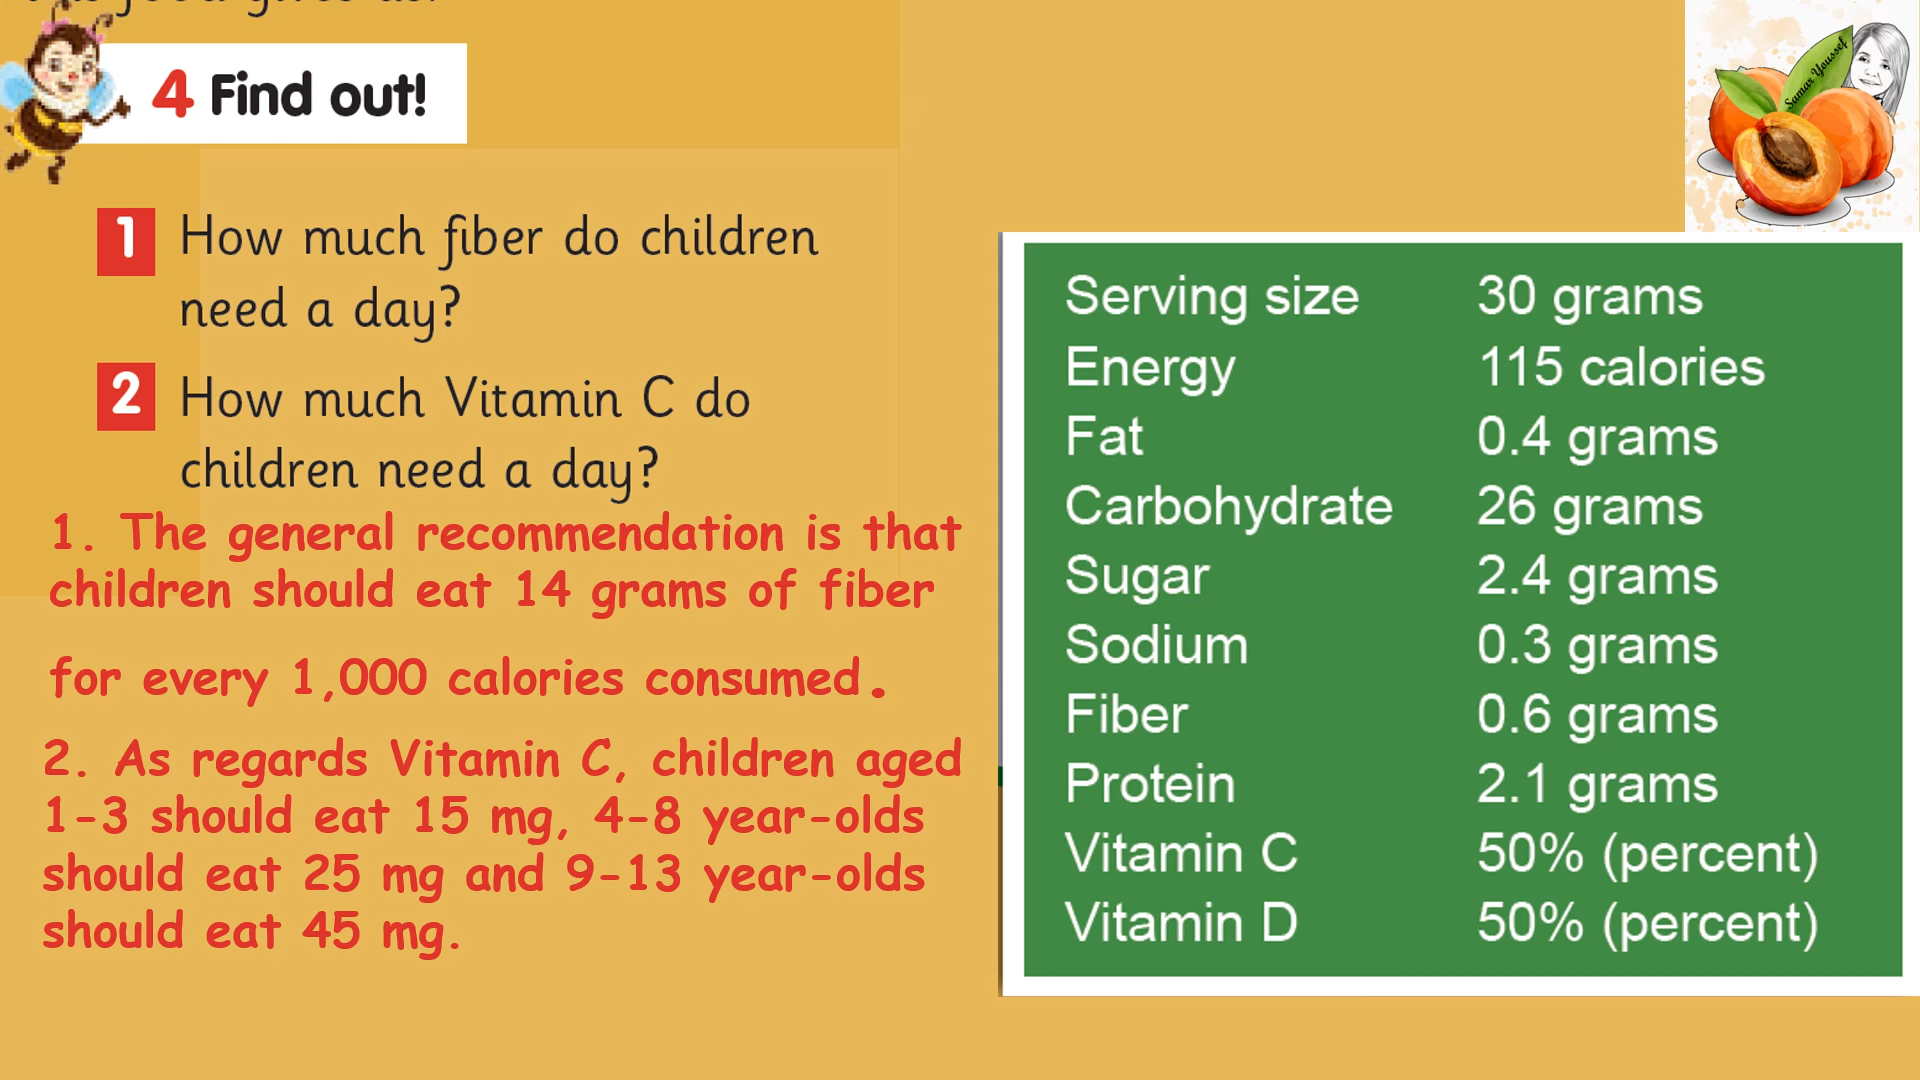 4 Find out!
1 How much fiber do children
need a day?
2 How much Vitamin C do
children need a day?
1. The general recommendation is that
children should eat 14 grams of fiber
for every 1,000 calories consumed.
2. As regards Vitamin C, children aged
1-3 should eat 15 mg, 4-8 year-olds
should eat 25 mg and 9-13 year-olds
should eat 45 mg.
Samar Youssef
Serving size 30 grams
Energy 115 calories
Fat 0.4 grams
Carbohydrate 26 grams
Sugar 2.4 grams
Sodium 0.3 grams
Fiber 0.6 grams
Protein 2.1 grams
Vitamin C 50% (percent)
Vitamin D 50% (percent)